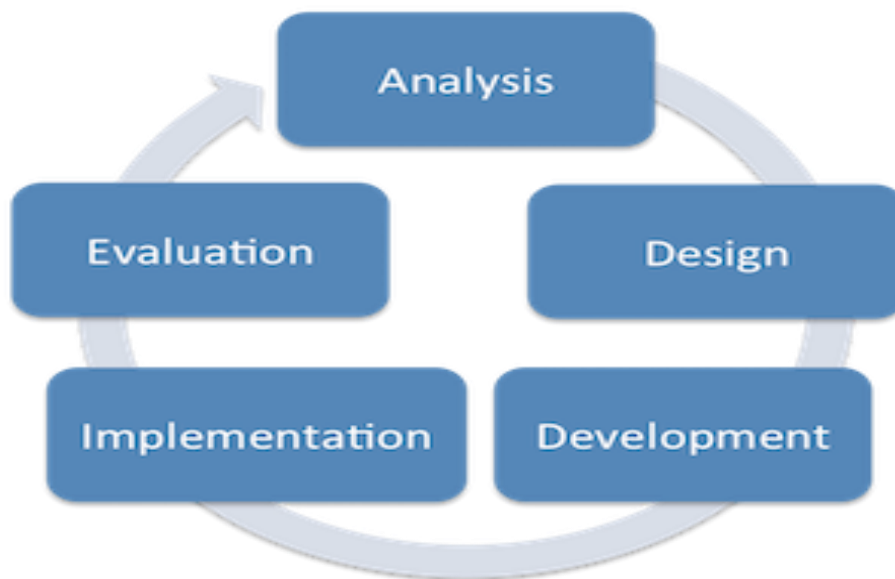 Analysis
Design
Development
Implementation
Evaluation